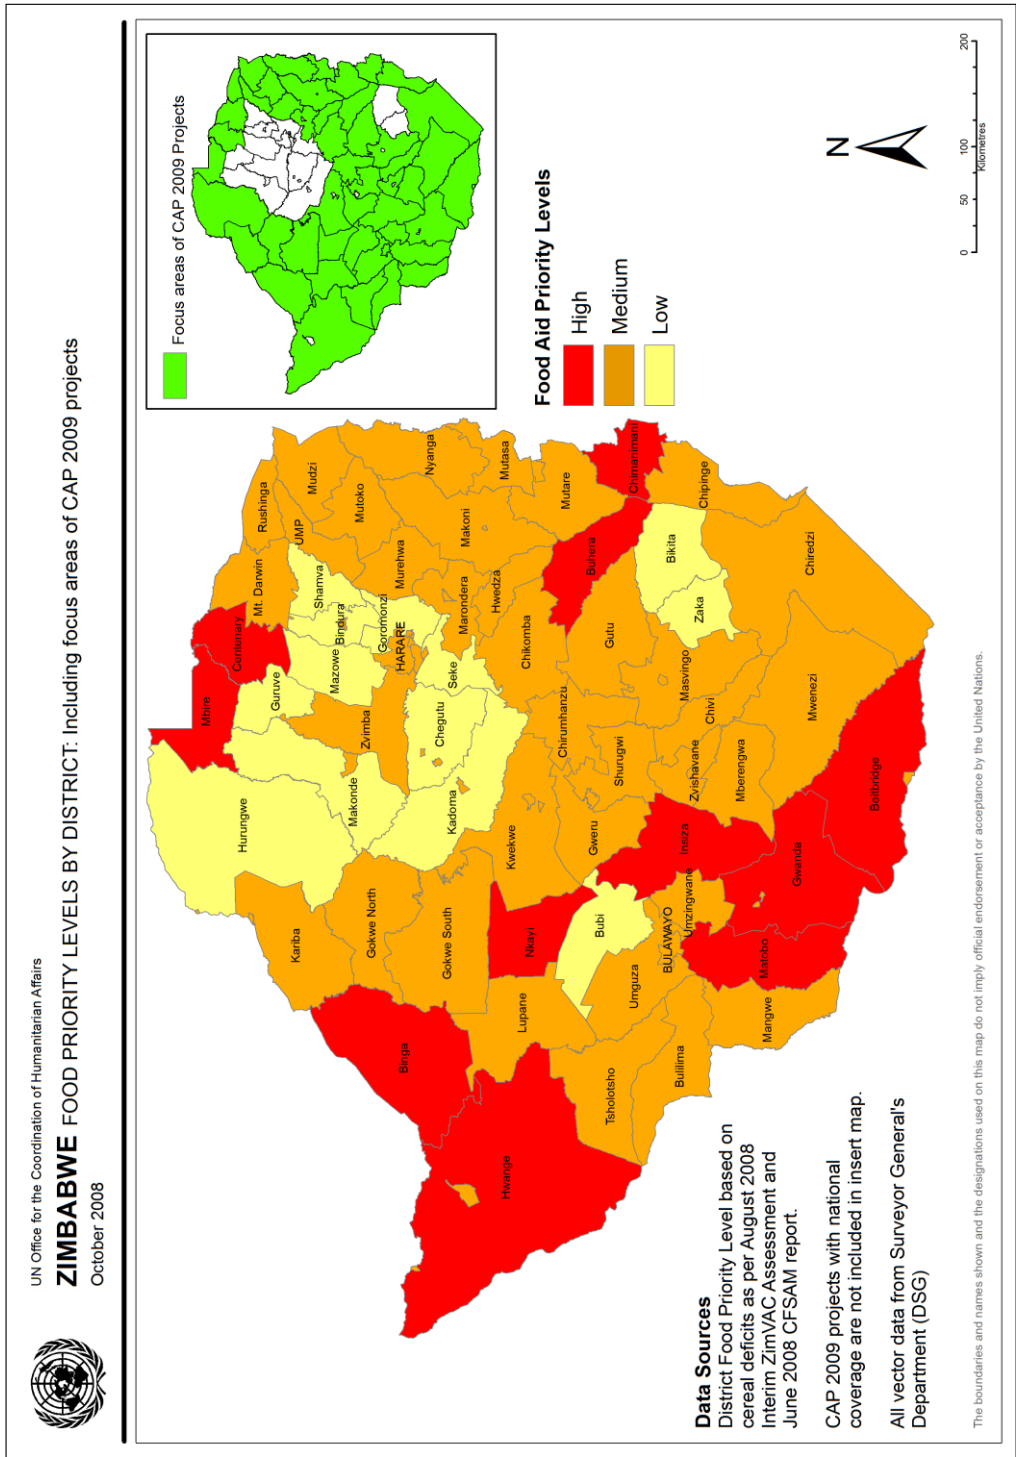 UN Office for the Coordination of Humanitarian Affairs
ZIMBABWE FOOD PRIORITY LEVELS BY DISTRICT: Including focus areas of CAP 2009 projects
October 2008
Focus areas of CAP 2009 Projects
Food Aid Priority Levels
High
Medium
Low
Mbire
Centenary
Mt. Darwin
Rushinga
UMP
Mudzi
Mutoko
Hurungwe
Guruve
Mazowe
Bindura
Shamva
Goromonzi
Murehwa
Nyanga
Kariba
Makonde
Zvimba
HARARE
Seke
Marondera
Makoni
Mutasa
Gokwe North
Gokwe South
Kadoma
Chegutu
Chikomba
Hwedza
Mutare
Binga
Hwange
Lupane
Nkayi
Kwekwe
Chirumhanzu
Gutu
Buhera
Chimanimani
Tsholotsho
Umguza
Bubi
Gweru
Shurugwi
Masvingo
Zaka
Bikita
Chipinge
Bulilima
BULAWAYO
Umzingwane
Insiza
Zvishavane
Chivi
Mberengwa
Mangwe
Matobo
Gwanda
Mwenezi
Chiredzi
Beitbridge
Data Sources
District Food Priority Level based on
cereal deficits as per August 2008
Interim ZimVAC Assessment and
June 2008 CFSAM report.
CAP 2009 projects with national
coverage are not included in insert map.
All vector data from Surveyor General's
Department (DSG)
N
0 50 100 200
Kilometres
The boundaries and names shown and the designations used on this map do not imply official endorsement or acceptance by the United Nations.